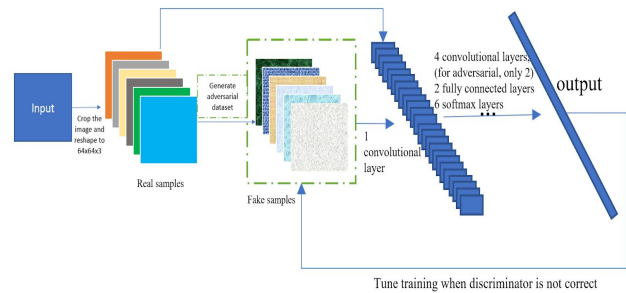 Input
Crop the
image and
reshape to
64x64x3
Real samples
Generate
adversarial
dataset
Fake samples
1
convolutional
layer
4 convolutional layers,
(for adversarial, only 2)
2 fully connected layers
6 softmax layers
...
output
Tune training when discriminator is not correct